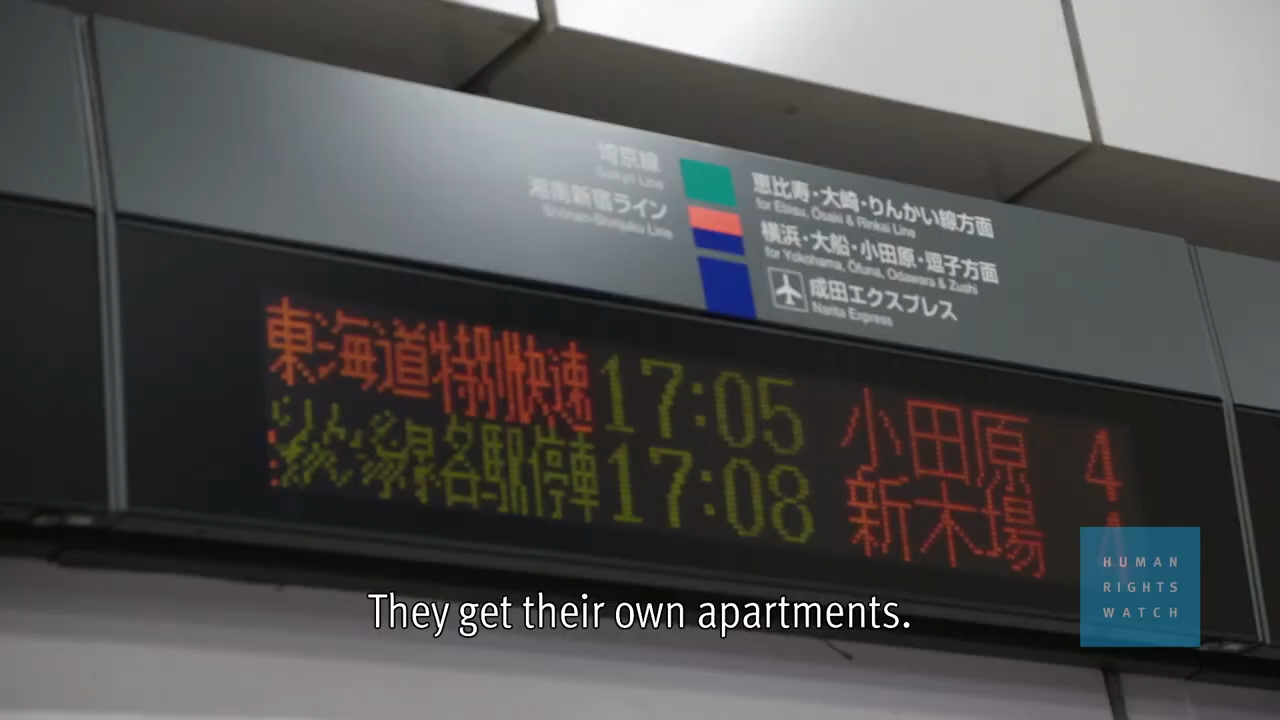 埼京線
Saikyō Line
湘南新宿ライン
Shōnan-Shinjuku Line
恵比寿・大崎・りんかい線方面
for Ebisu, Ōsaki & Rinkai Line
横浜・大船・小田原・逗子方面
for Yokohama, Ōfuna, Odawara & Zushi
成田エクスプレス
Narita Express
東海道特別快速 17:05 小田原 4
各駅停車 17:08 新木場
They get their own apartments.
HUMAN
RIGHTS
WATCH